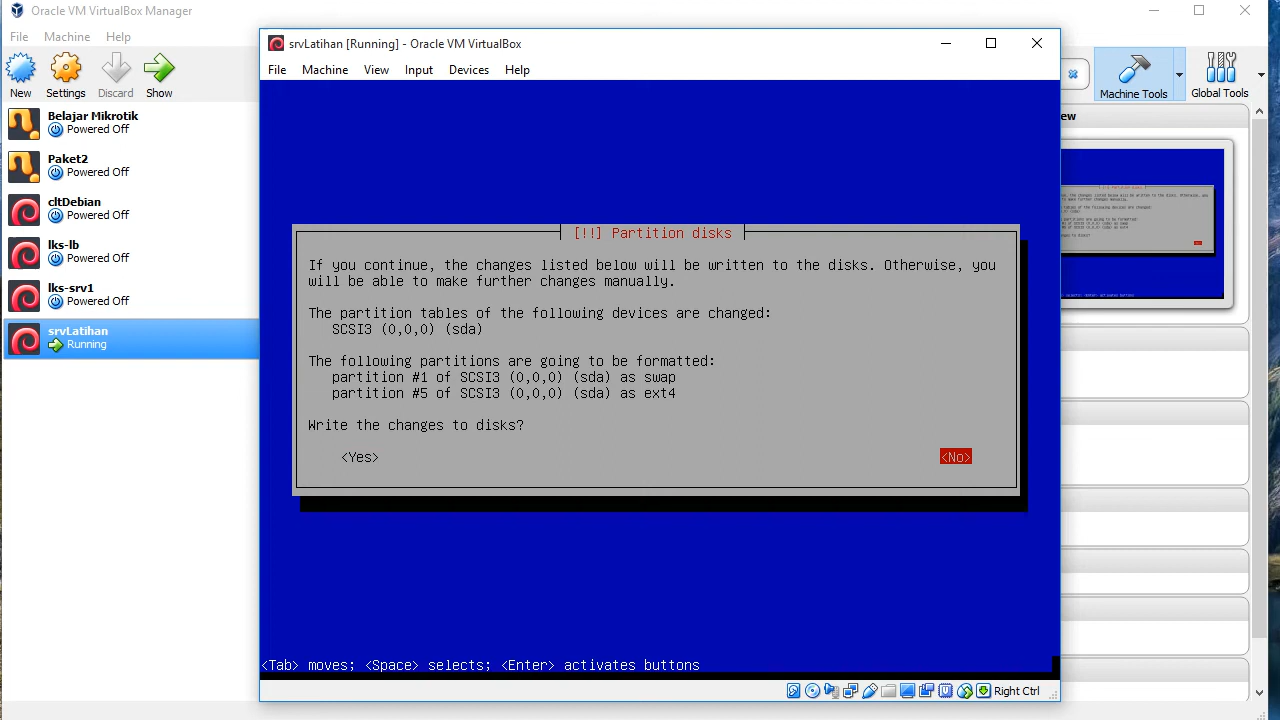 Oracle VM VirtualBox Manager
File Machine Help
New Settings Discard Show
Belajar Mikrotik
Powered Off
Paket2
Powered Off
cltDebian
Powered Off
lks-lb
Powered Off
lks-srv1
Powered Off
srvLatihan
Running
srvLatihan [Running] - Oracle VM VirtualBox
File Machine View Input Devices Help
[!!] Partition disks
If you continue, the changes listed below will be written to the disks. Otherwise, you
will be able to make further changes manually.
The partition tables of the following devices are changed:
SCSI3 (0,0,0) (sda)
The following partitions are going to be formatted:
partition #1 of SCSI3 (0,0,0) (sda) as swap
partition #5 of SCSI3 (0,0,0) (sda) as ext4
Write the changes to disks?
<Yes> <No>
<Tab> moves; <Space> selects; <Enter> activates buttons
Right Ctrl
Machine Tools Global Tools
ew